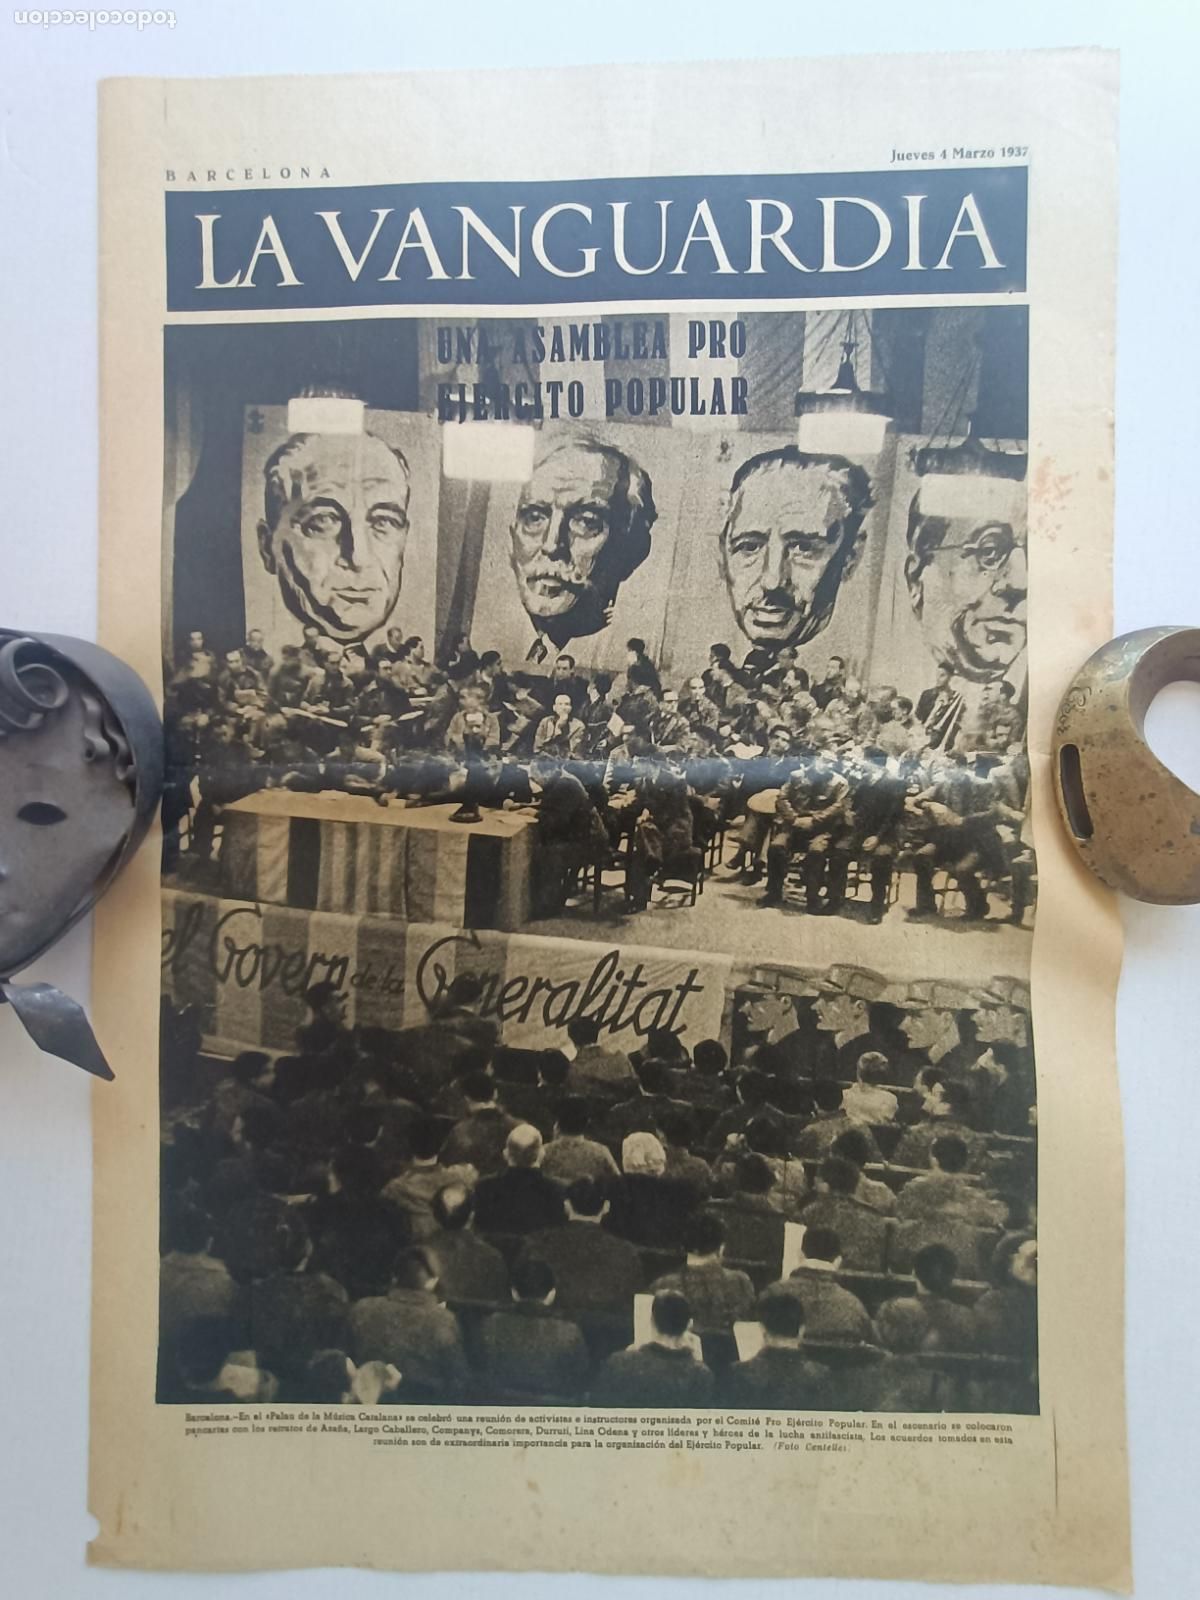 todocoleccion
BARCELONA
Jueves 4 Marzo 1937
LA VANGUARDIA
UNA ASAMBLEA PRO
EJERCITO POPULAR
el Govern de la Generalitat
Barcelona.—En el «Palau de la Música Catalana» se celebró una reunión de activistas e instructores organizada por el Comité Pro Ejército Popular. En el escenario se colocaron
pancartas con los retratos de Azaña, Largo Caballero, Companys, Comorera, Durruti, Lina Odena y otros líderes y héroes de la lucha antifascista. Los acuerdos tomados en esta
reunión son de extraordinaria importancia para la organización del Ejército Popular. (Foto Centelles)